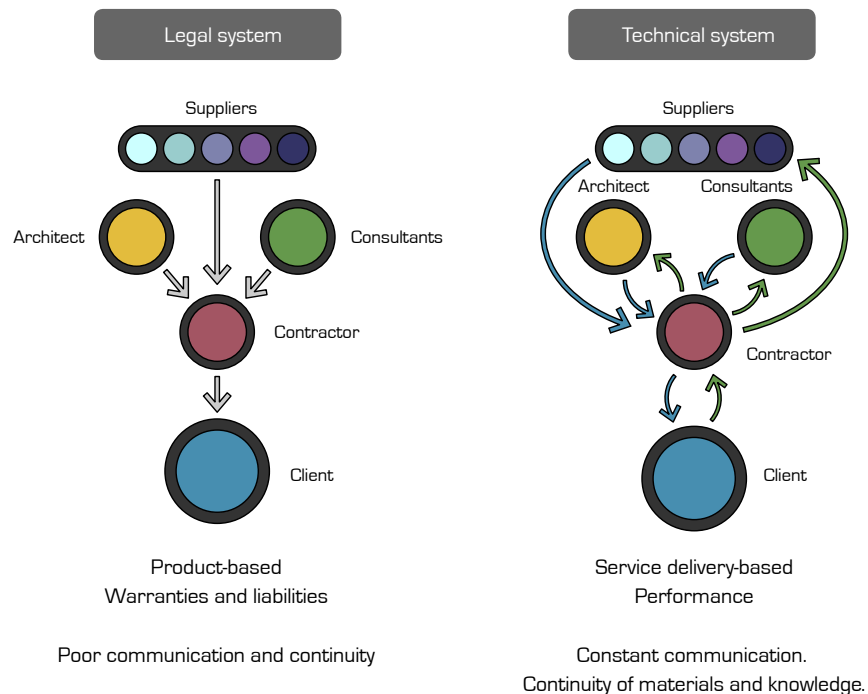 Legal system
Suppliers
Architect
Consultants
Contractor
Client
Product-based
Warranties and liabilities
Poor communication and continuity
Technical system
Suppliers
Architect
Consultants
Contractor
Client
Service delivery-based
Performance
Constant communication.
Continuity of materials and knowledge.